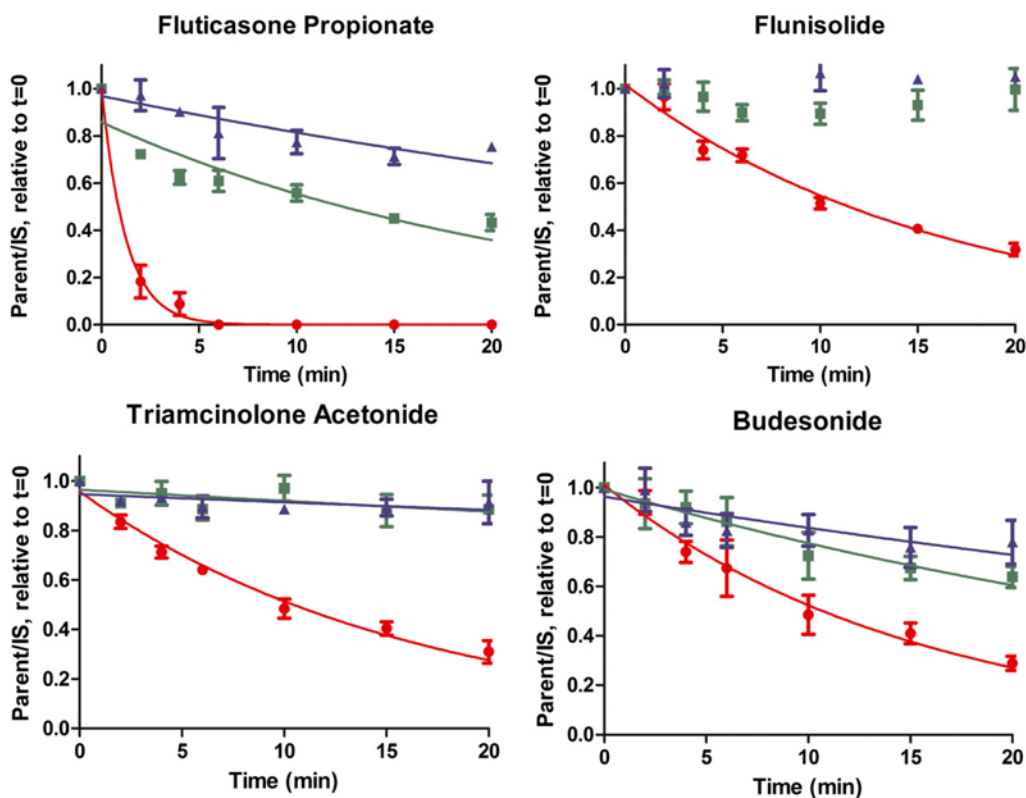 Fluticasone Propionate
Parent/IS, relative to t=0
1.0
0.8
0.6
0.4
0.2
0.0
0 5 10 15 20
Time (min)
Flunisolide
Parent/IS, relative to t=0
1.0
0.8
0.6
0.4
0.2
0.0
0 5 10 15 20
Time (min)
Triamcinolone Acetonide
Parent/IS, relative to t=0
1.0
0.8
0.6
0.4
0.2
0.0
0 5 10 15 20
Time (min)
Budesonide
Parent/IS, relative to t=0
1.0
0.8
0.6
0.4
0.2
0.0
0 5 10 15 20
Time (min)